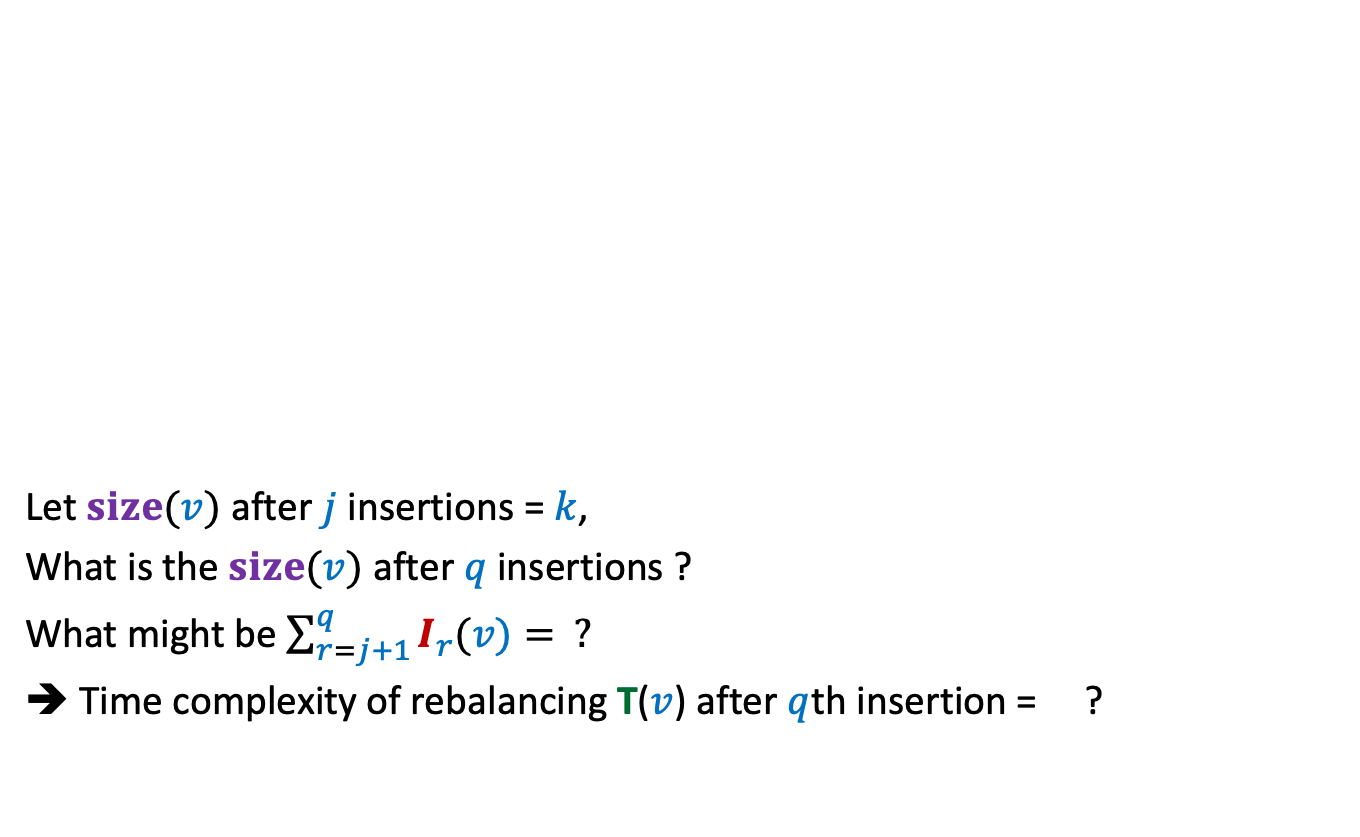 Let size(𝑣) after 𝑗 insertions = 𝑘,
What is the size(𝑣) after 𝑞 insertions ?
What might be ∑_{𝑟=𝑗+1}^{𝑞} 𝑰_𝑟(𝑣) = ?
➔ Time complexity of rebalancing T(𝑣) after 𝑞th insertion = ?